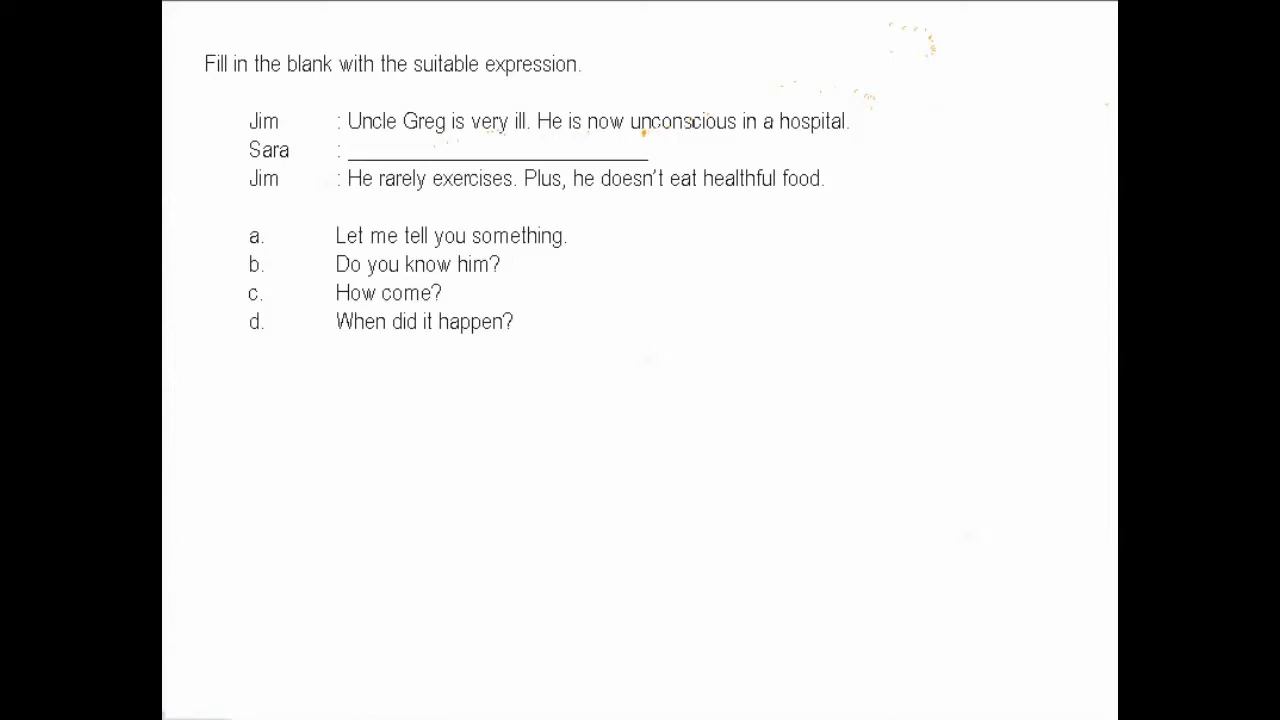 Fill in the blank with the suitable expression.
Jim : Uncle Greg is very ill. He is now unconscious in a hospital.
Sara : _________________________
Jim : He rarely exercises. Plus, he doesn't eat healthful food.
a. Let me tell you something.
b. Do you know him?
c. How come?
d. When did it happen?